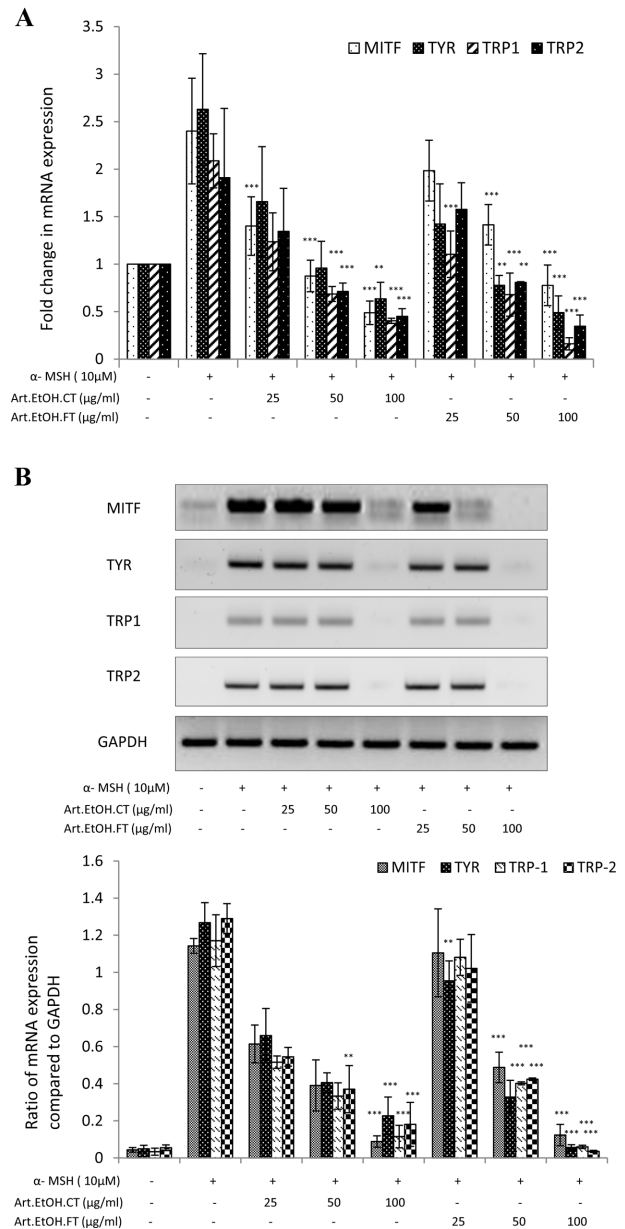 A
MITF TYR TRP1 TRP2
Fold change in mRNA expression
3.5
3
2.5
2
1.5
1
0.5
0
*** *** *** *** ** *** *** *** *** ** *** ** *** *** *** ***
α- MSH ( 10µM) - + + + + + + +
Art.EtOH.CT (µg/ml) - - 25 50 100 - - -
Art.EtOH.FT (µg/ml) - - - - - 25 50 100
B
MITF
TYR
TRP1
TRP2
GAPDH
α- MSH ( 10µM) - + + + + + + +
Art.EtOH.CT (µg/ml) - - 25 50 100 - - -
Art.EtOH.FT (µg/ml) - - - - - 25 50 100
MITF TYR TRP-1 TRP-2
Ratio of mRNA expression
compared to GAPDH
1.6
1.4
1.2
1
0.8
0.6
0.4
0.2
0
** *** *** *** *** ** *** *** *** *** *** *** *** ***
α- MSH ( 10µM) - + + + + + + +
Art.EtOH.CT (µg/ml) - - 25 50 100 - - -
Art.EtOH.FT (µg/ml) - - - - - 25 50 100